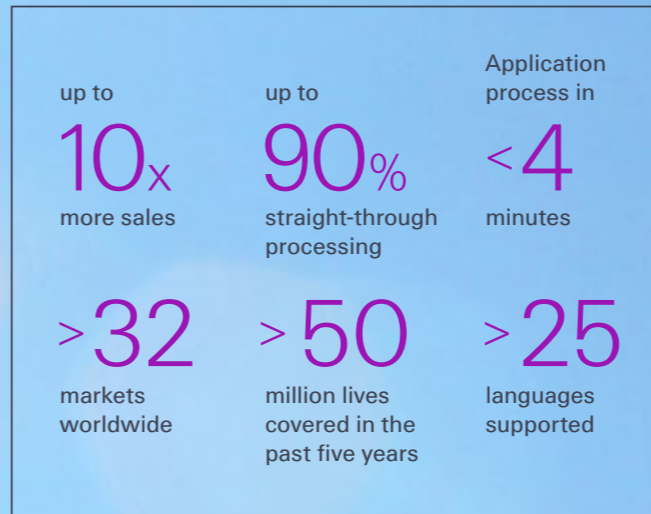 up to
10x
more sales
up to
90%
straight-through
processing
Application
process in
<4
minutes
>32
markets
worldwide
>50
million lives
covered in the
past five years
>25
languages
supported